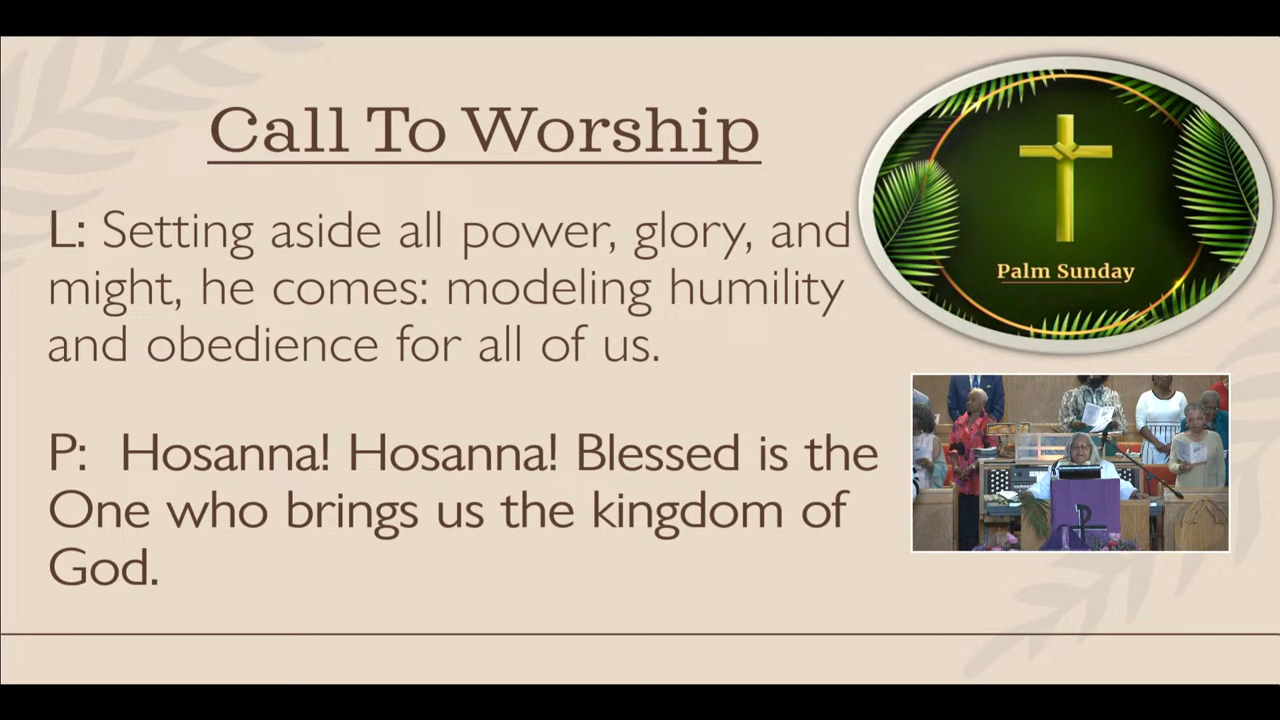 Call To Worship
L: Setting aside all power, glory, and
might, he comes: modeling humility
and obedience for all of us.
P: Hosanna! Hosanna! Blessed is the
One who brings us the kingdom of
God.
Palm Sunday